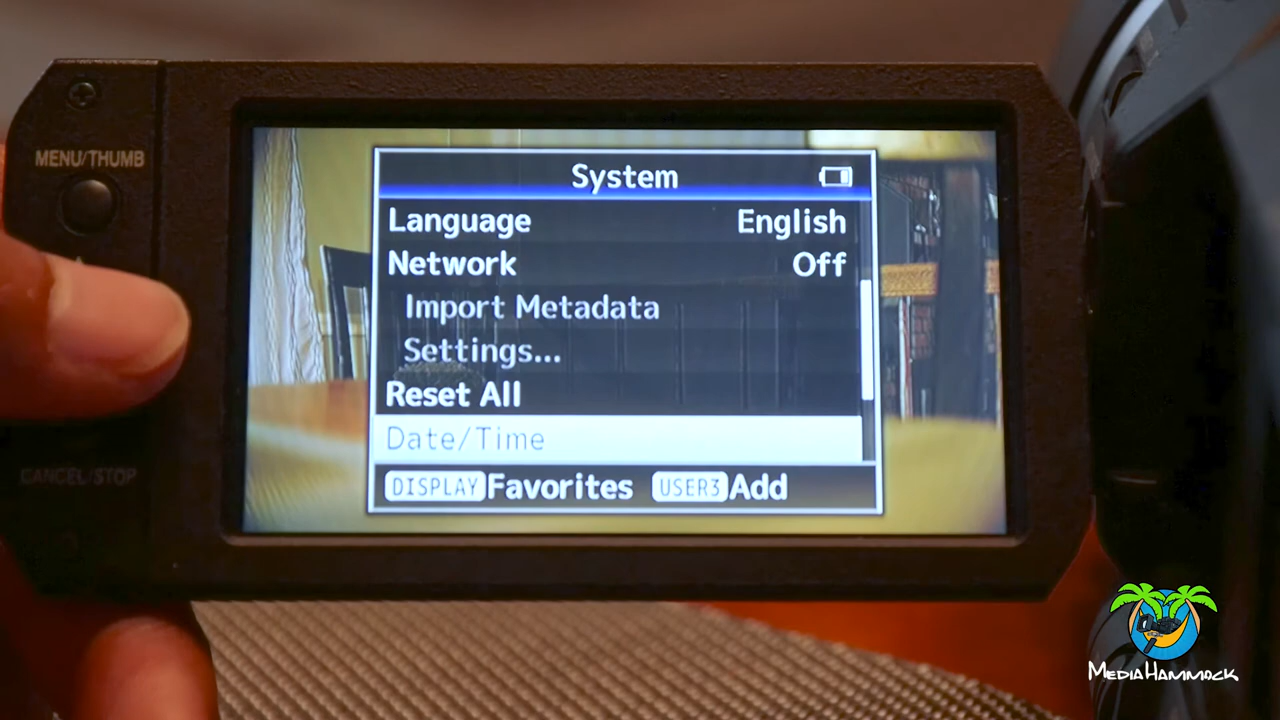 MENU/THUMB
System
Language English
Network Off
Import Metadata
Settings...
Reset All
Date/Time
CANCEL/STOP
DISPLAY Favorites USER3 Add
MEDIAHAMMOCK